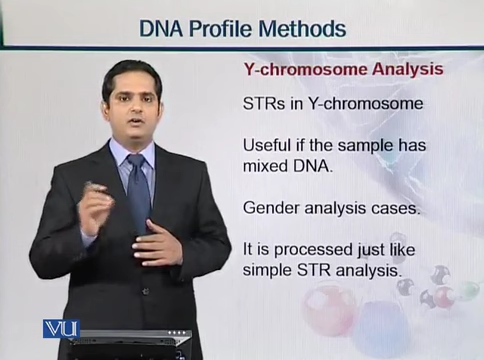 DNA Profile Methods
Y-chromosome Analysis
STRs in Y-chromosome
Useful if the sample has
mixed DNA.
Gender analysis cases.
It is processed just like
simple STR analysis.
VU